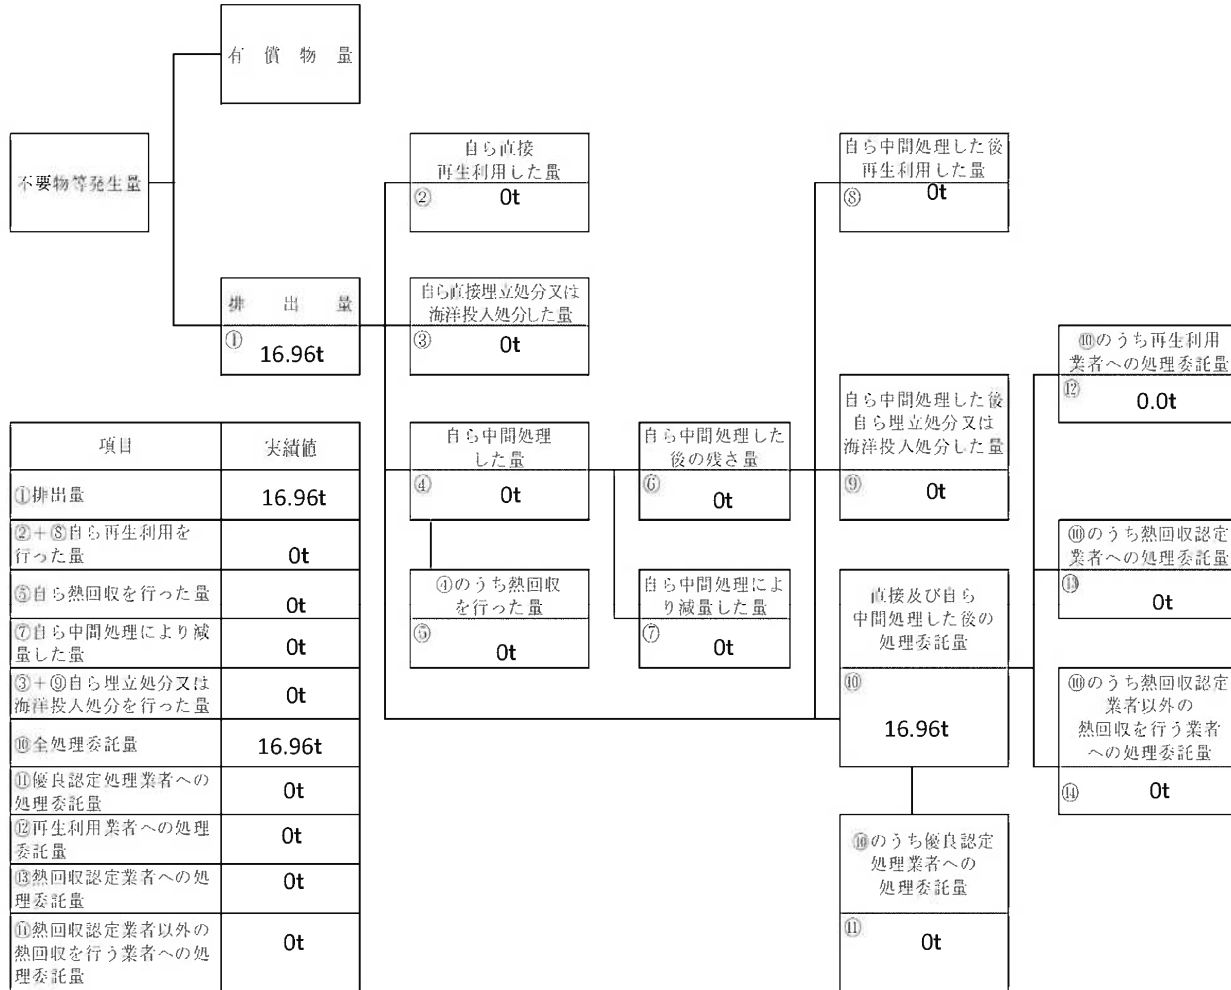 有償物量
不要物等発生量
自ら直接
再生利用した量
② 0t
自ら中間処理した後
再生利用した量
⑧ 0t
排出量
① 16.96t
自ら直接埋立処分又は
海洋投入処分した量
③ 0t
⑩のうち再生利用
業者への処理委託量
⑫ 0.0t
自ら中間処理
した量
④ 0t
自ら中間処理した
後の残さ量
⑥ 0t
自ら中間処理した後
自ら埋立処分又は
海洋投入処分した量
⑨ 0t
⑩のうち熱回収認定
業者への処理委託量
⑬ 0t
④のうち熱回収
を行った量
⑤ 0t
自ら中間処理によ
り減量した量
⑦ 0t
直接及び自ら
中間処理した後の
処理委託量
⑩ 16.96t
⑩のうち熱回収認定
業者以外の
熱回収を行う業者
への処理委託量
⑭ 0t
⑩のうち優良認定
処理業者への
処理委託量
⑪ 0t
項目 実績値
①排出量 16.96t
②+⑧自ら再生利用を
行った量 0t
⑤自ら熱回収を行った量 0t
⑦自ら中間処理により減
量した量 0t
③+⑨自ら埋立処分又は
海洋投入処分を行った量 0t
⑩全処理委託量 16.96t
⑪優良認定処理業者への
処理委託量 0t
⑫再生利用業者への処理
委託量 0t
⑬熱回収認定業者への処
理委託量 0t
⑭熱回収認定業者以外の
熱回収を行う業者への処
理委託量 0t